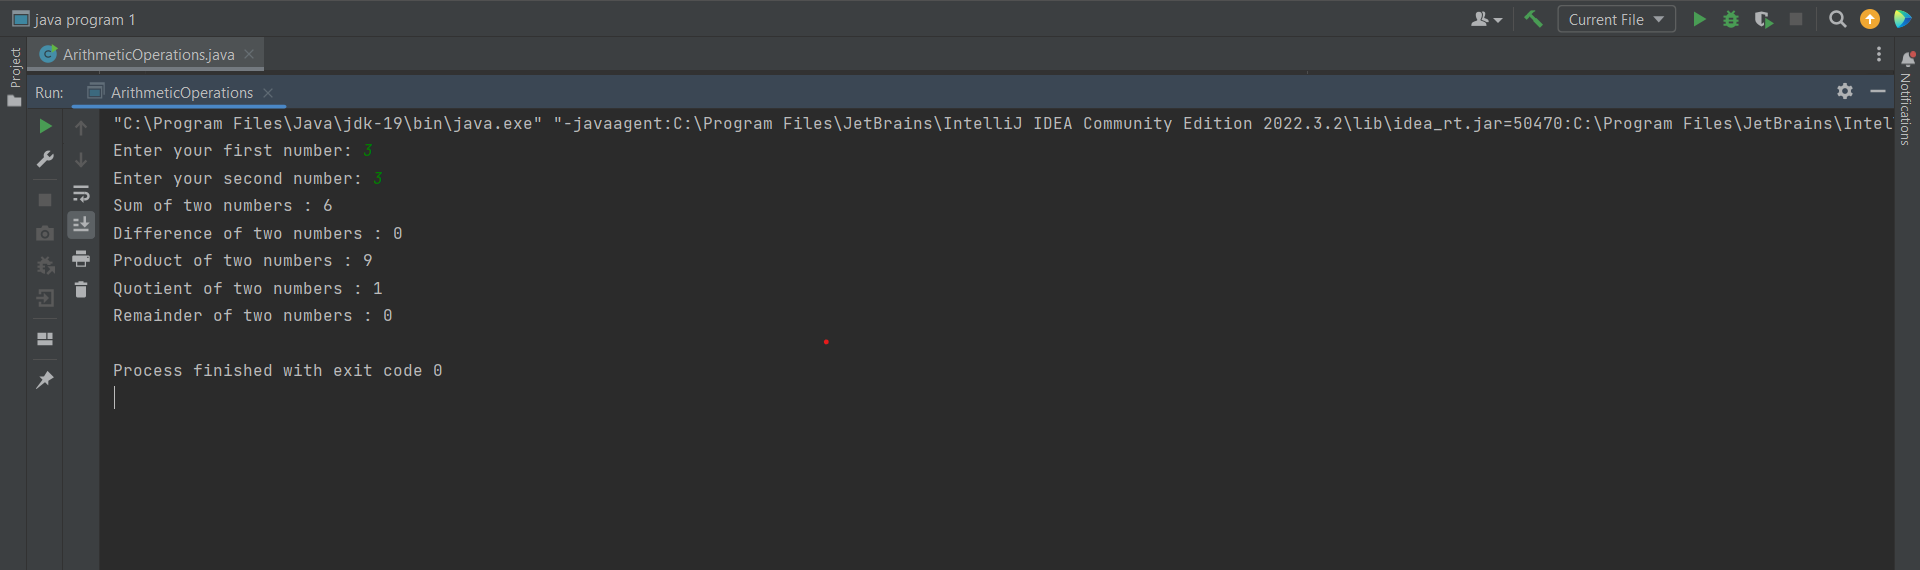 java program 1
Current File
Project
ArithmeticOperations.java
Run:
ArithmeticOperations
Notifications
"C:\Program Files\Java\jdk-19\bin\java.exe" "-javaagent:C:\Program Files\JetBrains\IntelliJ IDEA Community Edition 2022.3.2\lib\idea_rt.jar=50470:C:\Program Files\JetBrains\Intel
Enter your first number: 3
Enter your second number: 3
Sum of two numbers : 6
Difference of two numbers : 0
Product of two numbers : 9
Quotient of two numbers : 1
Remainder of two numbers : 0
Process finished with exit code 0